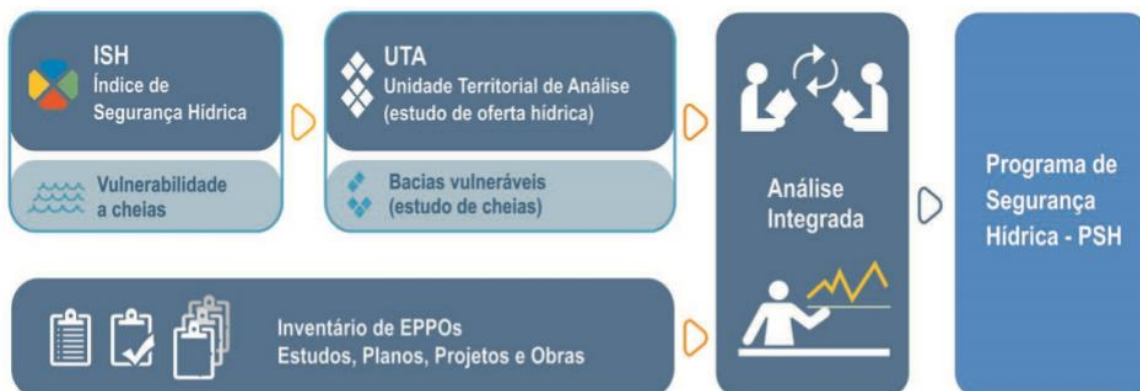 ISH
Índice de
Segurança Hídrica
Vulnerabilidade
a cheias
UTA
Unidade Territorial de Análise
(estudo de oferta hídrica)
Bacias vulneráveis
(estudo de cheias)
Inventário de EPPOs
Estudos, Planos, Projetos e Obras
Análise
Integrada
Programa de
Segurança
Hídrica - PSH